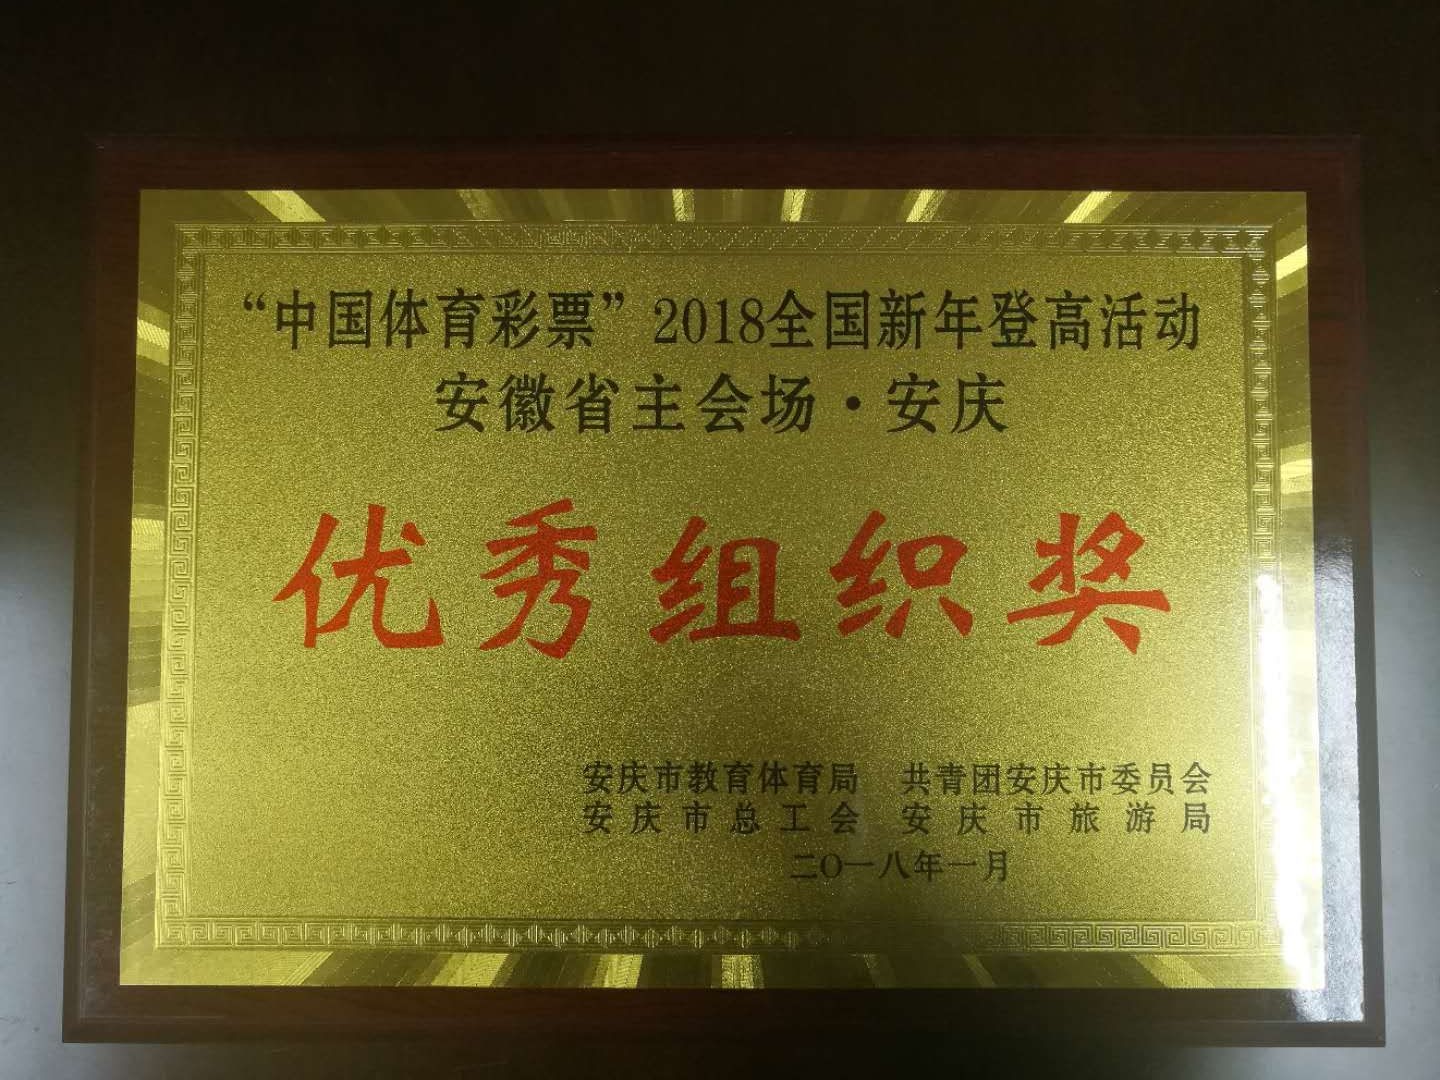 “中国体育彩票”2018全国新年登高活动
安徽省主会场·安庆
优秀组织奖
安庆市教育体育局 共青团安庆市委员会
安庆市总工会 安庆市旅游局
二〇一八年一月